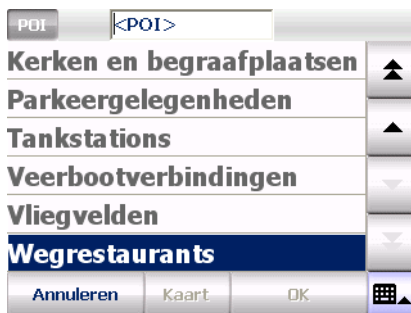 POI <POI>
Kerken en begraafplaatsen
Parkeergelegenheden
Tankstations
Veerbootverbindingen
Vliegvelden
Wegrestaurants
Annuleren Kaart OK